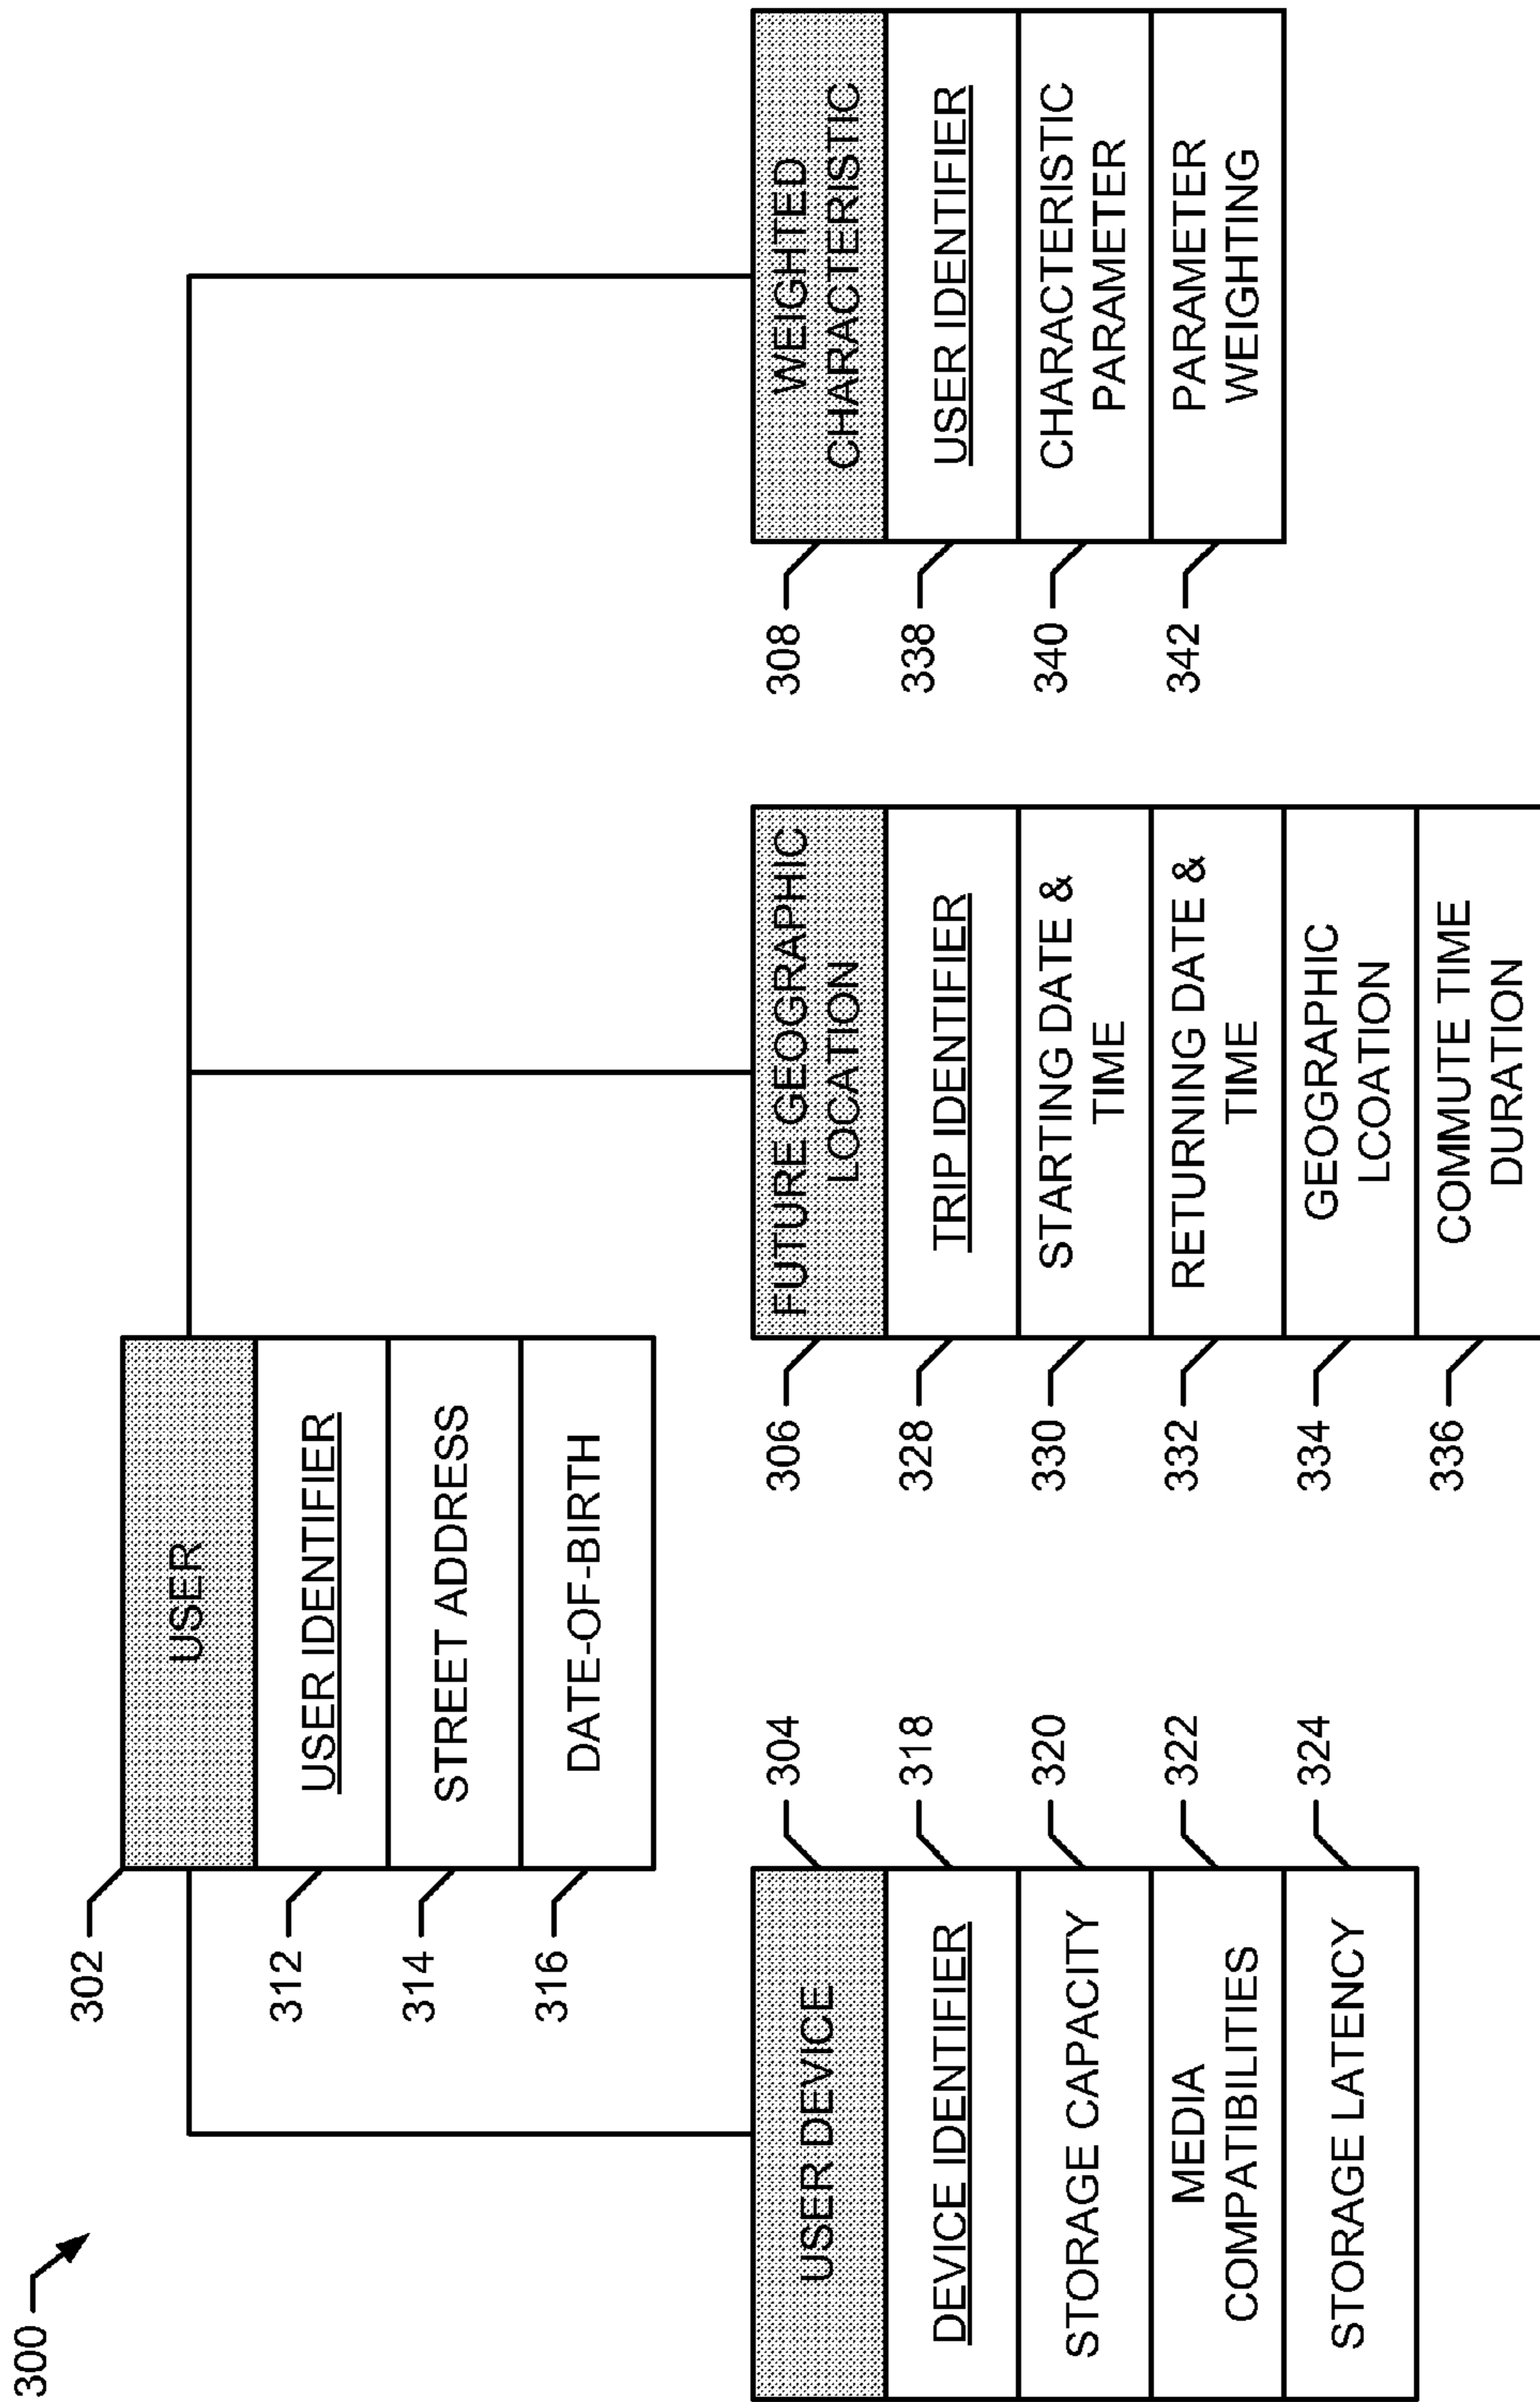 300
302
USER
312
USER IDENTIFIER
314
STREET ADDRESS
316
DATE-OF-BIRTH
USER DEVICE
304
DEVICE IDENTIFIER
318
STORAGE CAPACITY
320
MEDIA
COMPATIBILITIES
322
STORAGE LATENCY
324
306
FUTURE GEOGRAPHIC
LOCATION
328
TRIP IDENTIFIER
330
STARTING DATE &
TIME
332
RETURNING DATE &
TIME
334
GEOGRAPHIC
LCOATION
336
COMMUTE TIME
DURATION
308
WEIGHTED
CHARACTERISTIC
338
USER IDENTIFIER
340
CHARACTERISTIC
PARAMETER
342
PARAMETER
WEIGHTING